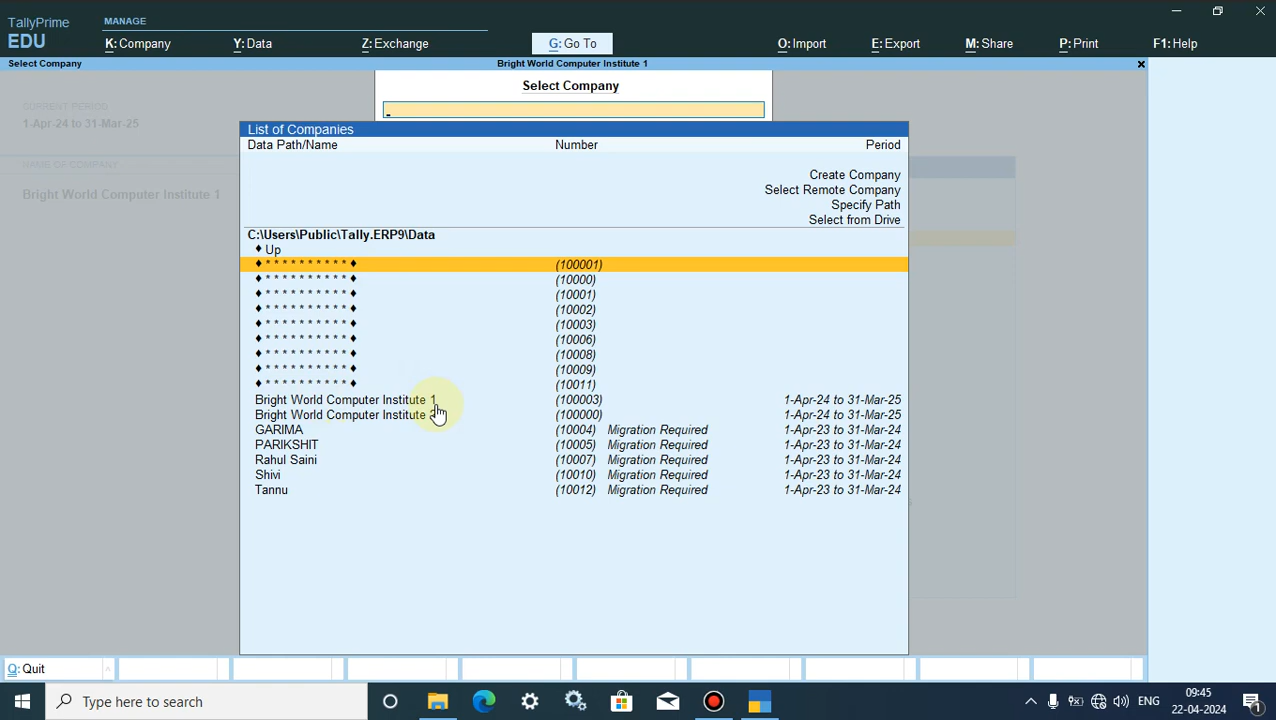 TallyPrime
EDU
MANAGE
K: Company
Y: Data
Z: Exchange
G: Go To
O: Import
E: Export
M: Share
P: Print
F1: Help
Select Company
Bright World Computer Institute 1
CURRENT PERIOD
1-Apr-24 to 31-Mar-25
NAME OF COMPANY
Bright World Computer Institute 1
Select Company
List of Companies
Data Path/Name Number Period
Create Company
Select Remote Company
Specify Path
Select from Drive
C:\Users\Public\Tally.ERP9\Data
♦ Up
♦ * * * * * * * * * * ♦ (100001)
♦ * * * * * * * * * * ♦ (10000)
♦ * * * * * * * * * * ♦ (10001)
♦ * * * * * * * * * * ♦ (10002)
♦ * * * * * * * * * * ♦ (10003)
♦ * * * * * * * * * * ♦ (10006)
♦ * * * * * * * * * * ♦ (10008)
♦ * * * * * * * * * * ♦ (10009)
♦ * * * * * * * * * * ♦ (10011)
Bright World Computer Institute 1 (100003) 1-Apr-24 to 31-Mar-25
Bright World Computer Institute (100000) 1-Apr-24 to 31-Mar-25
GARIMA (10004) Migration Required 1-Apr-23 to 31-Mar-24
PARIKSHIT (10005) Migration Required 1-Apr-23 to 31-Mar-24
Rahul Saini (10007) Migration Required 1-Apr-23 to 31-Mar-24
Shivi (10010) Migration Required 1-Apr-23 to 31-Mar-24
Tannu (10012) Migration Required 1-Apr-23 to 31-Mar-24
Q: Quit
Type here to search
ENG
09:45
22-04-2024
1